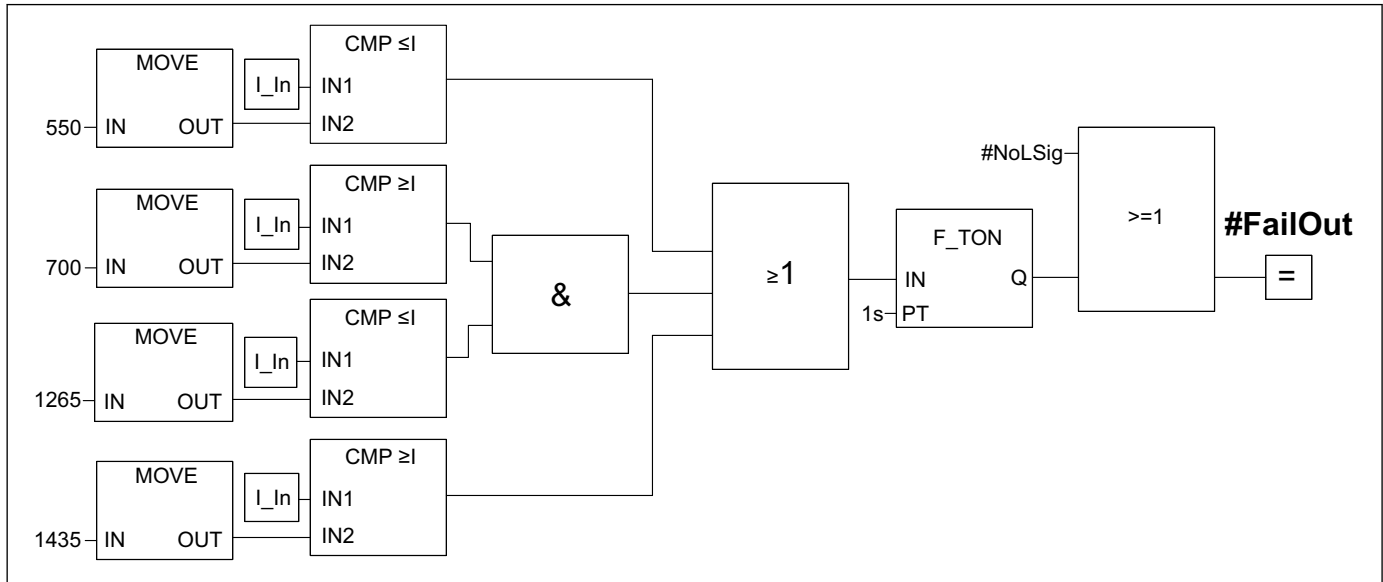 MOVE
550 IN OUT
I_In
CMP ≤I
IN1
IN2
MOVE
700 IN OUT
I_In
CMP ≥I
IN1
IN2
MOVE
1265 IN OUT
I_In
CMP ≤I
IN1
IN2
MOVE
1435 IN OUT
I_In
CMP ≥I
IN1
IN2
&
≥1
F_TON
IN Q
1s PT
#NoLSig
>=1
#FailOut
=